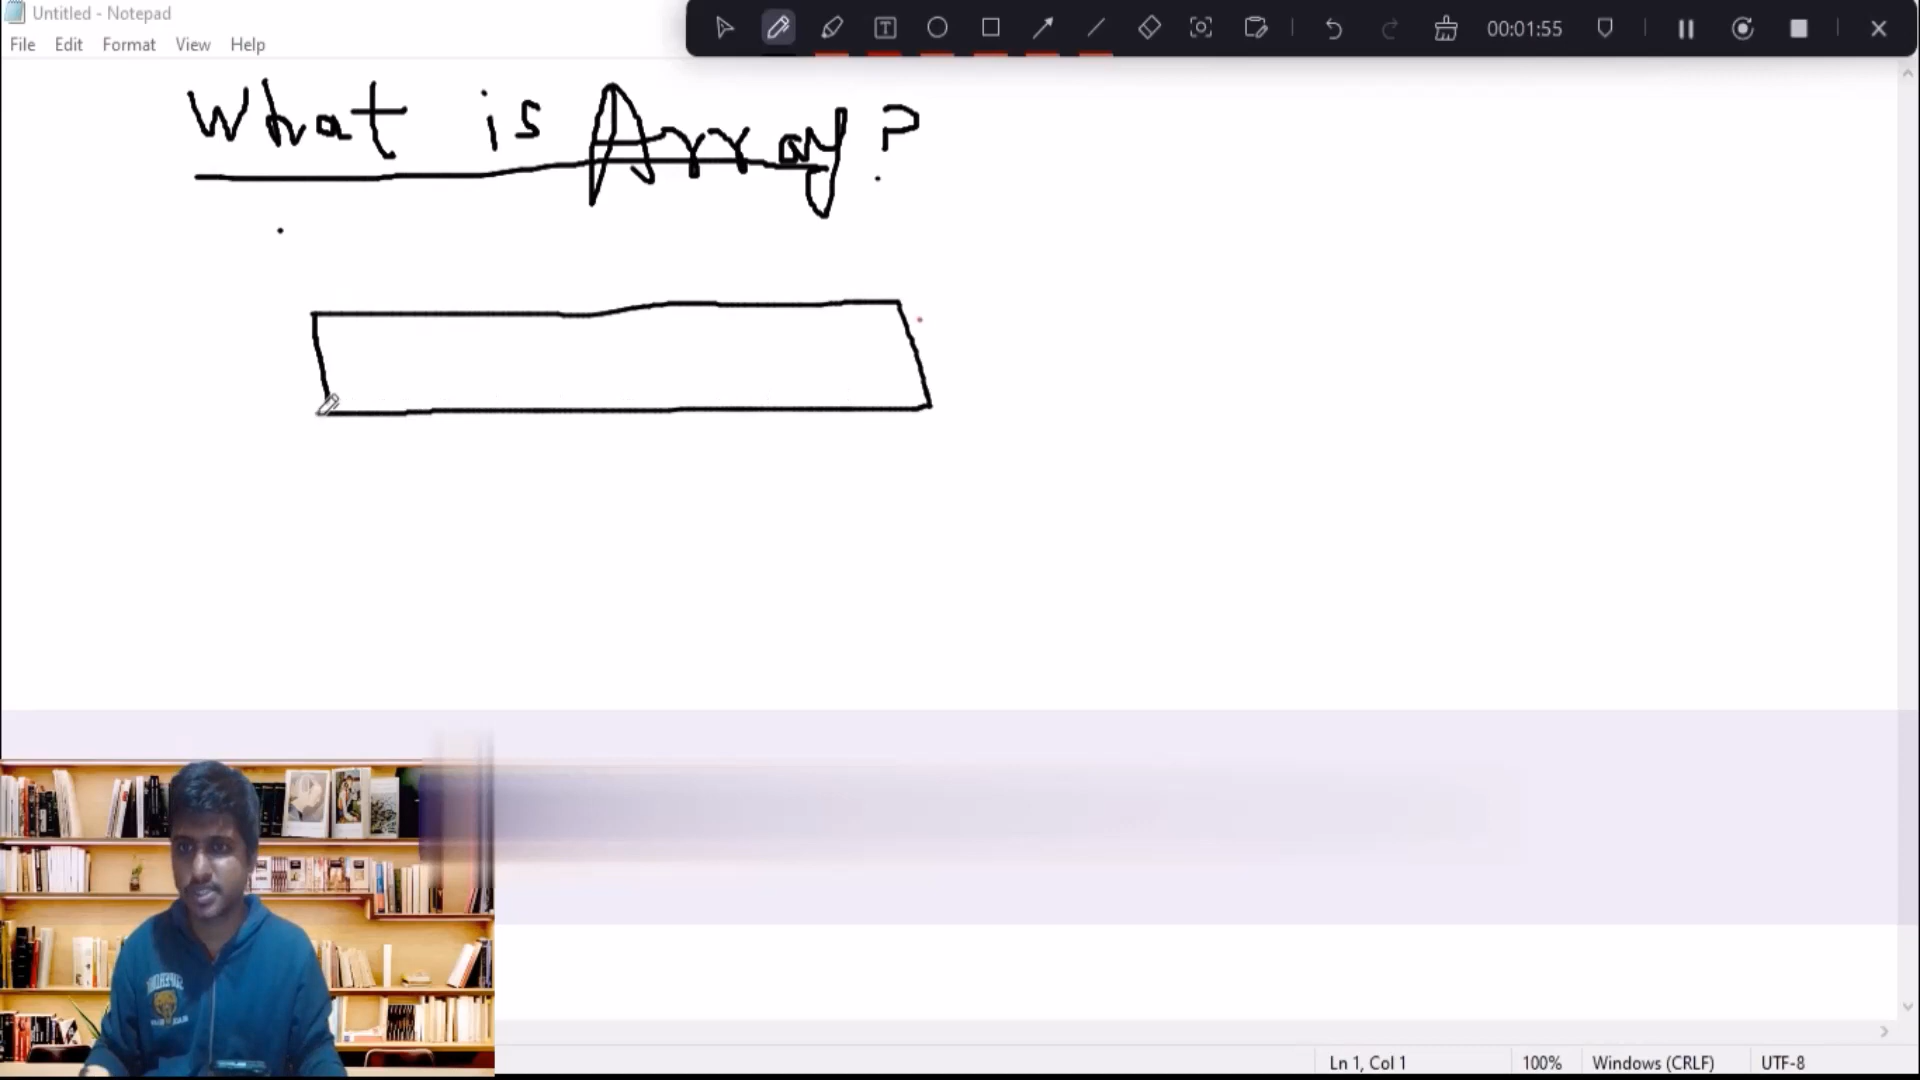 Untitled - Notepad
00:01:55
File Edit Format View Help
What is Array?
Ln 1, Col 1 100% Windows (CRLF) UTF-8